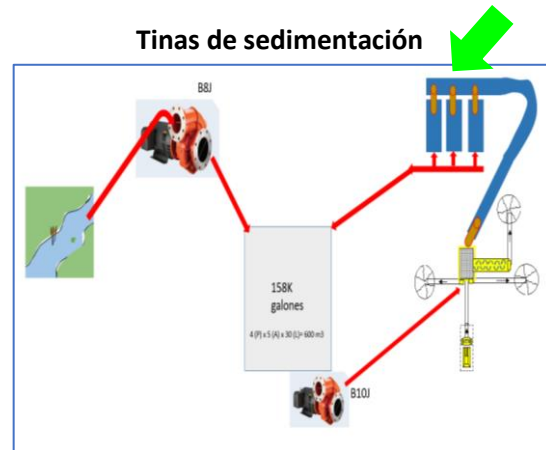 Tinas de sedimentación
B8J
158K
galones
4 (P) x 5 (A) x 30 (L)= 600 m3
B10J